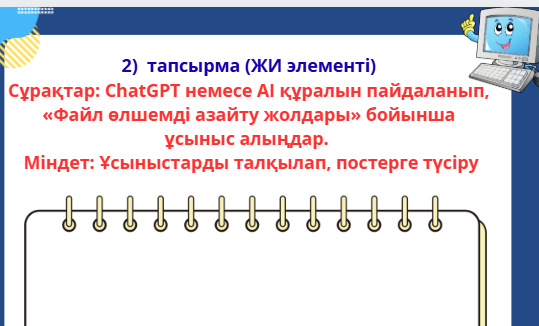 2) тапсырма (ЖИ элементі)
Сұрақтар: ChatGPT немесе AI құралын пайдаланып,
«Файл өлшемді азайту жолдары» бойынша
ұсыныс алыңдар.
Міндет: Ұсыныстарды талқылап, постерге түсіру